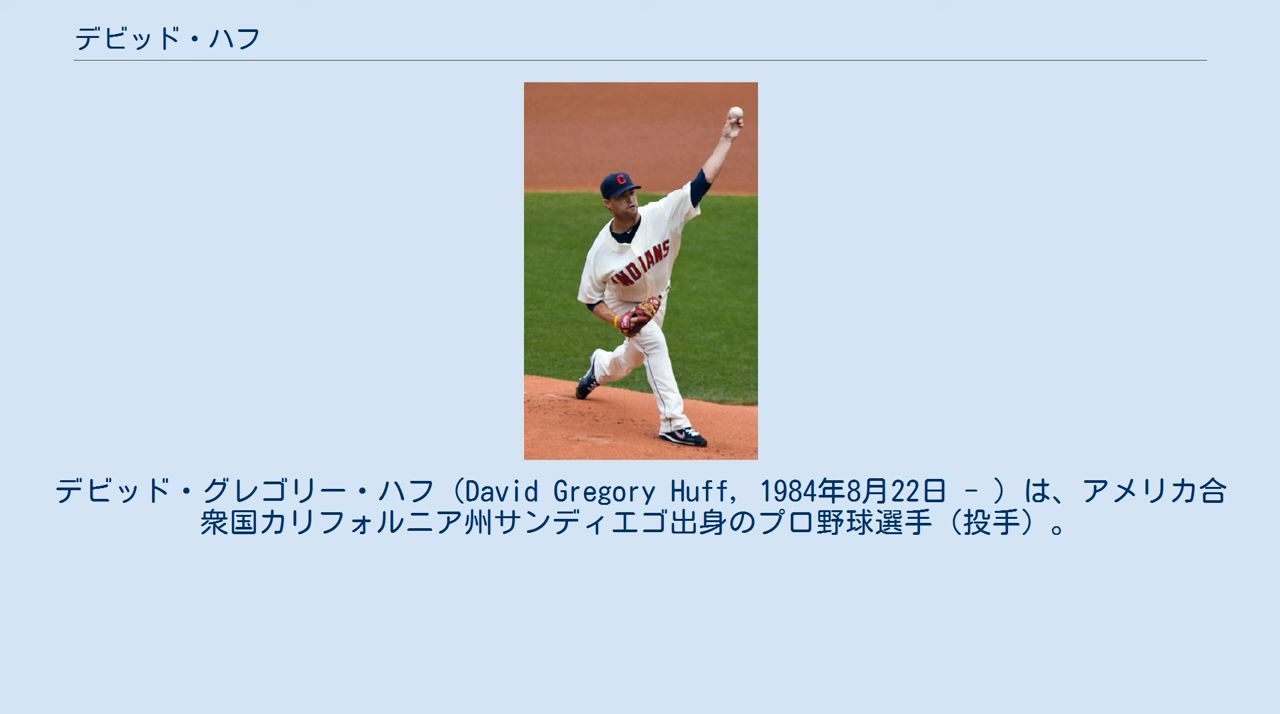 デビッド・ハフ
C
INDIANS
デビッド・グレゴリー・ハフ（David Gregory Huff, 1984年8月22日 - ）は、アメリカ合
衆国カリフォルニア州サンディエゴ出身のプロ野球選手（投手）。